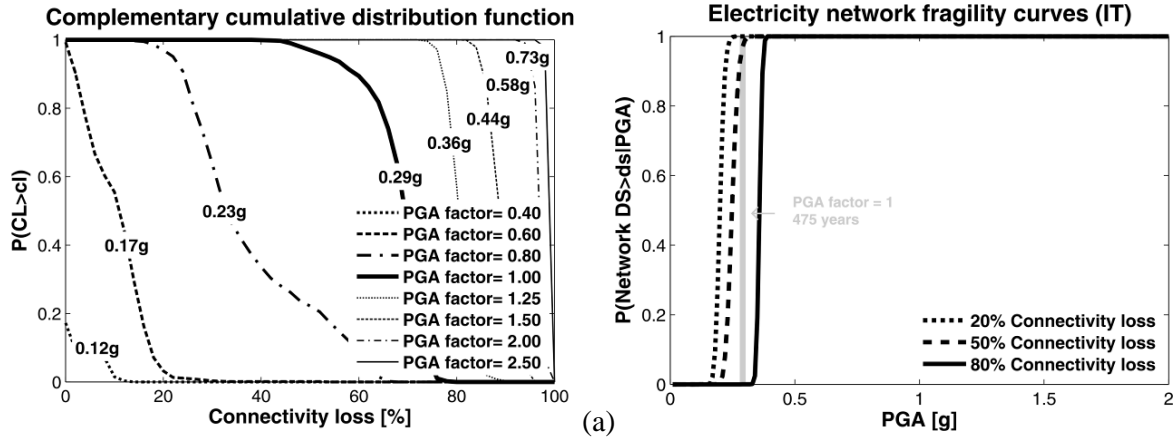 Complementary cumulative distribution function
P(CL>cl)
1
0.8
0.6
0.4
0.2
0
0 20 40 60 80 100
Connectivity loss [%]
0.12g
0.17g
0.23g
0.29g
0.36g
0.44g
0.58g
0.73g
PGA factor= 0.40
PGA factor= 0.60
PGA factor= 0.80
PGA factor= 1.00
PGA factor= 1.25
PGA factor= 1.50
PGA factor= 2.00
PGA factor= 2.50
(a)
Electricity network fragility curves (IT)
P(Network DS>ds|PGA)
1
0.8
0.6
0.4
0.2
0
0 0.5 1 1.5 2
PGA [g]
PGA factor = 1
475 years
20% Connectivity loss
50% Connectivity loss
80% Connectivity loss